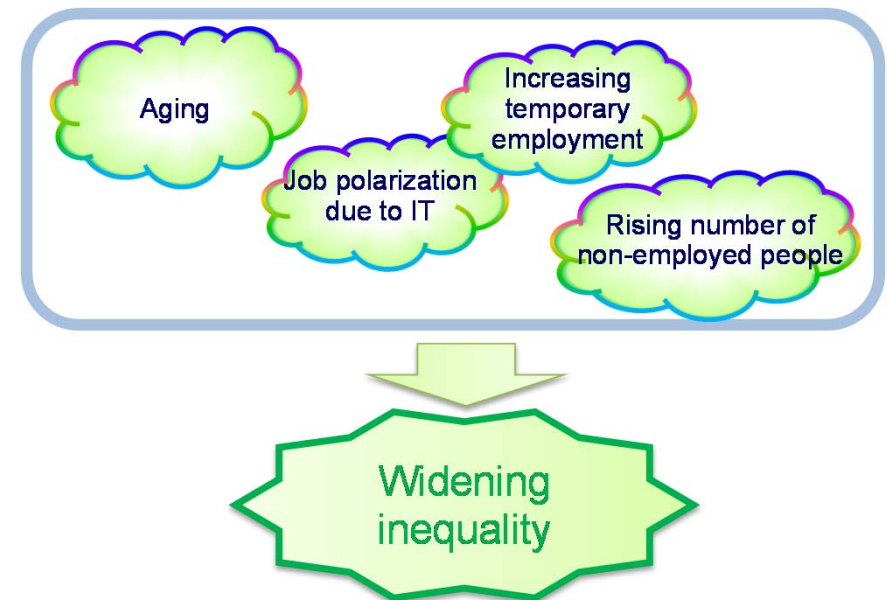 Aging
Increasing
temporary
employment
Job polarization
due to IT
Rising number of
non-employed people
Widening
inequality